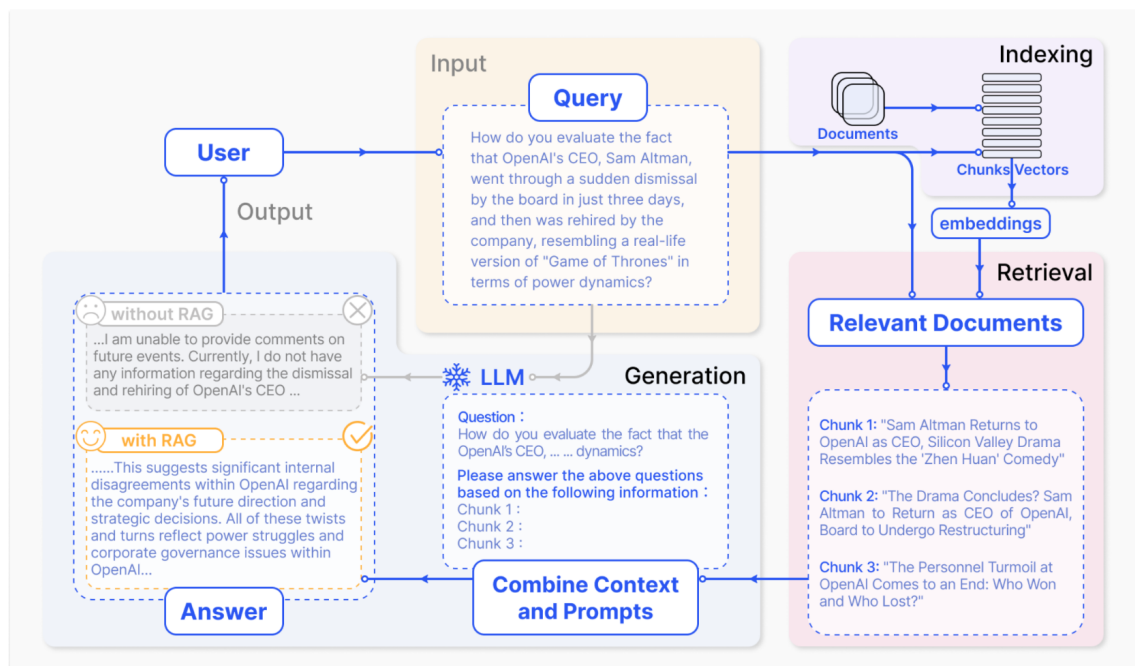 Input
Query
How do you evaluate the fact
that OpenAI's CEO, Sam Altman,
went through a sudden dismissal
by the board in just three days,
and then was rehired by the
company, resembling a real-life
version of "Game of Thrones" in
terms of power dynamics?
Indexing
Documents
Chunks Vectors
embeddings
User
Output
Retrieval
Relevant Documents
Chunk 1: "Sam Altman Returns to
OpenAI as CEO, Silicon Valley Drama
Resembles the 'Zhen Huan' Comedy"
Chunk 2: "The Drama Concludes? Sam
Altman to Return as CEO of OpenAI,
Board to Undergo Restructuring"
Chunk 3: "The Personnel Turmoil at
OpenAI Comes to an End: Who Won
and Who Lost?"
LLM
Generation
Question :
How do you evaluate the fact that the
OpenAI's CEO, ... ... dynamics?
Please answer the above questions
based on the following information :
Chunk 1 :
Chunk 2 :
Chunk 3 :
Combine Context
and Prompts
without RAG
...I am unable to provide comments on
future events. Currently, I do not have
any information regarding the dismissal
and rehiring of OpenAI's CEO ...
with RAG
......This suggests significant internal
disagreements within OpenAI regarding
the company's future direction and
strategic decisions. All of these twists
and turns reflect power struggles and
corporate governance issues within
OpenAI...
Answer